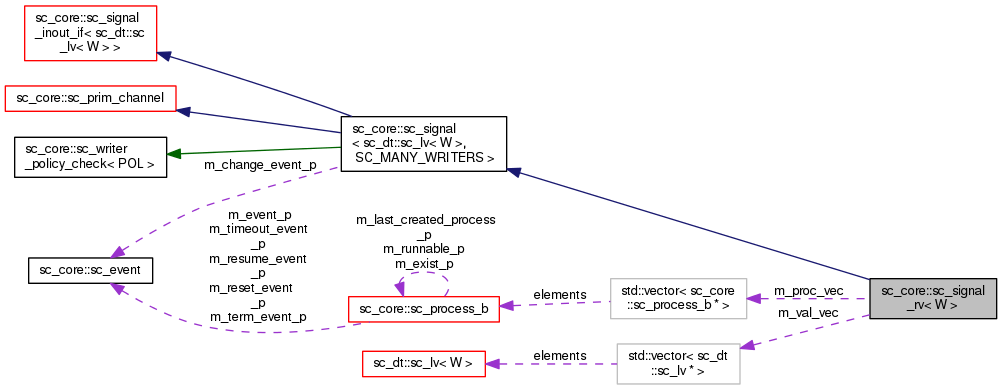 sc_core::sc_signal
_inout_if< sc_dt::sc
_lv< W > >
sc_core::sc_prim_channel
sc_core::sc_writer
_policy_check< POL >
sc_core::sc_signal
< sc_dt::sc_lv< W >,
SC_MANY_WRITERS >
m_change_event_p
m_event_p
m_timeout_event
_p
m_resume_event
_p
m_reset_event
_p
m_term_event_p
sc_core::sc_event
m_last_created_process
_p
m_runnable_p
m_exist_p
sc_core::sc_process_b
elements
std::vector< sc_core
::sc_process_b * >
m_proc_vec
sc_core::sc_signal
_rv< W >
m_val_vec
sc_dt::sc_lv< W >
elements
std::vector< sc_dt
::sc_lv * >